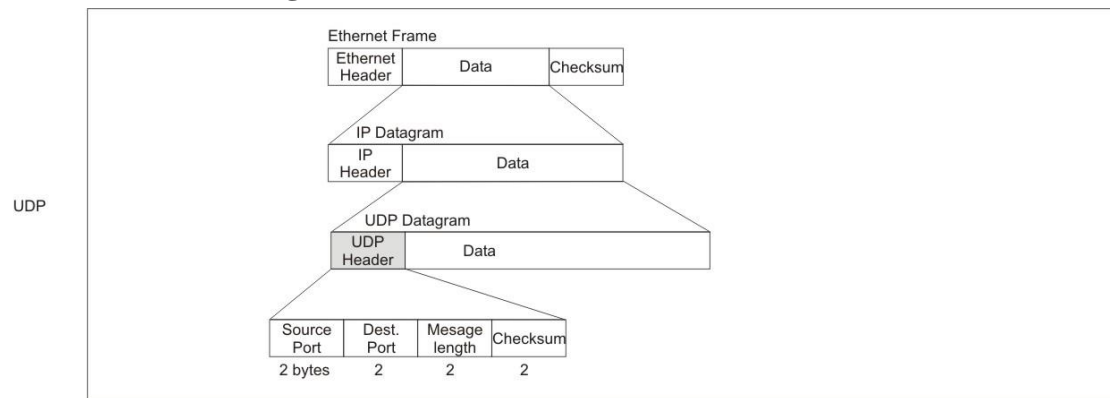 Ethernet Frame
Ethernet
Header
Data
Checksum
IP Datagram
IP
Header
Data
UDP
UDP Datagram
UDP
Header
Data
Source
Port
Dest.
Port
Mesage
length
Checksum
2 bytes
2
2
2